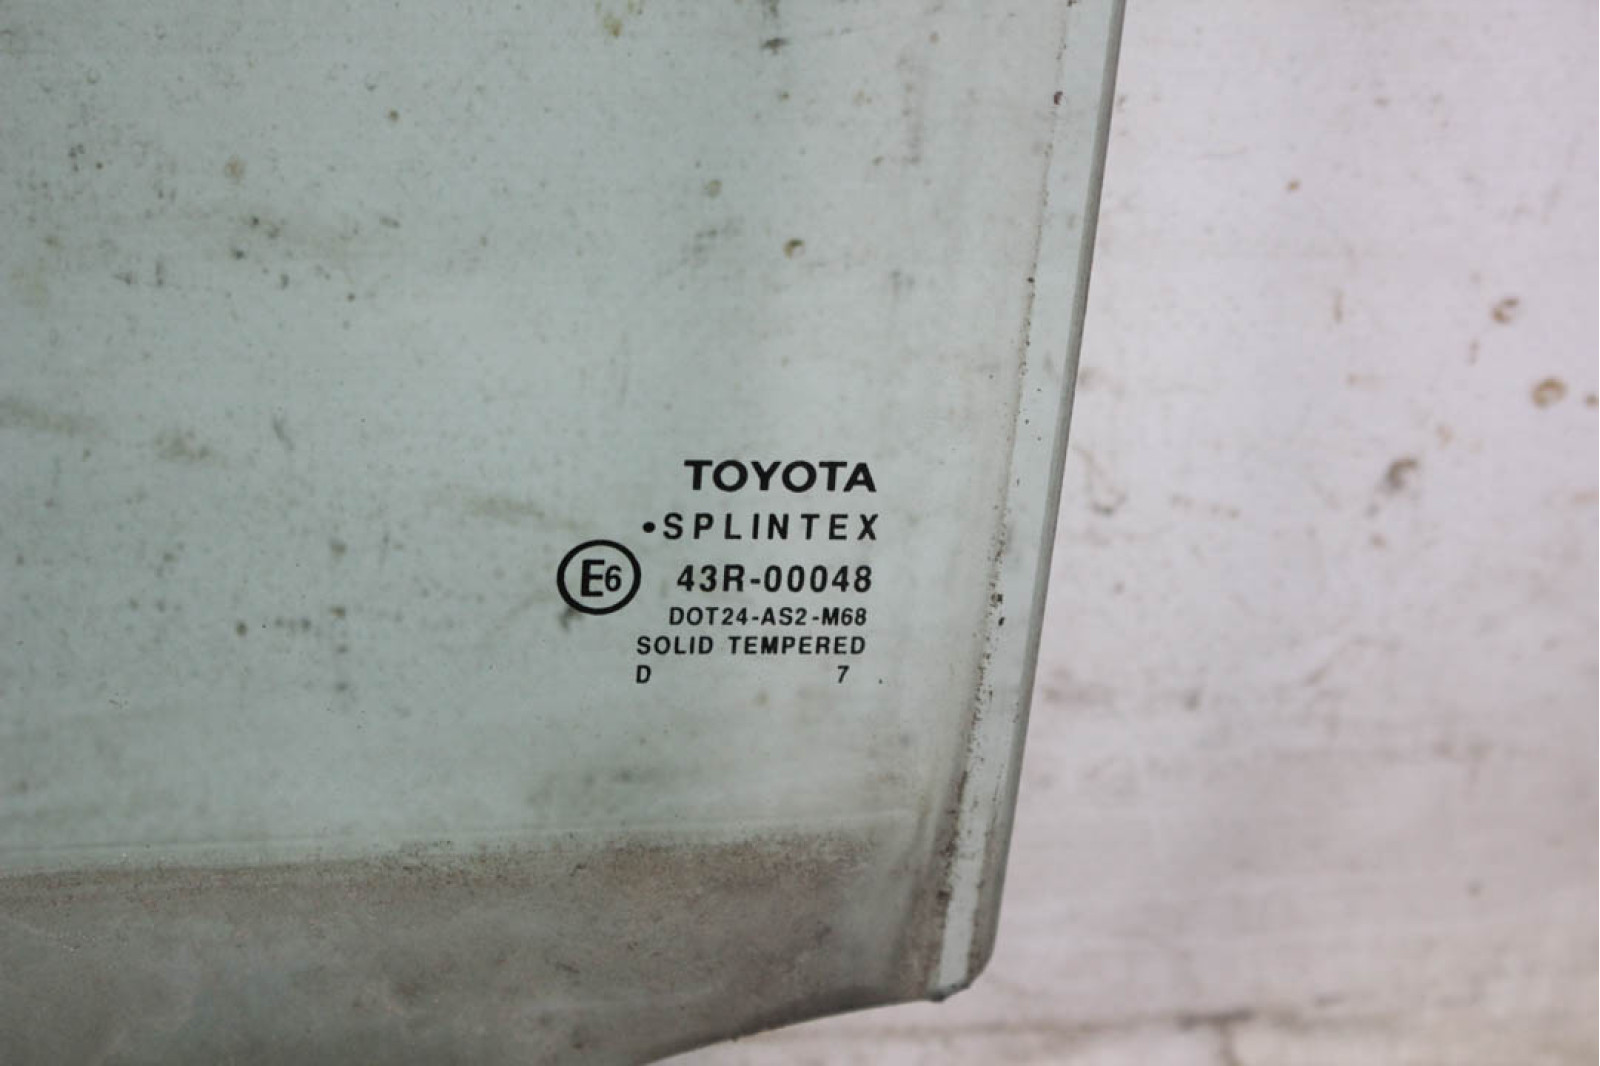 TOYOTA
•SPLINTEX
E6 43R-00048
DOT24-AS2-M68
SOLID TEMPERED
D 7 .